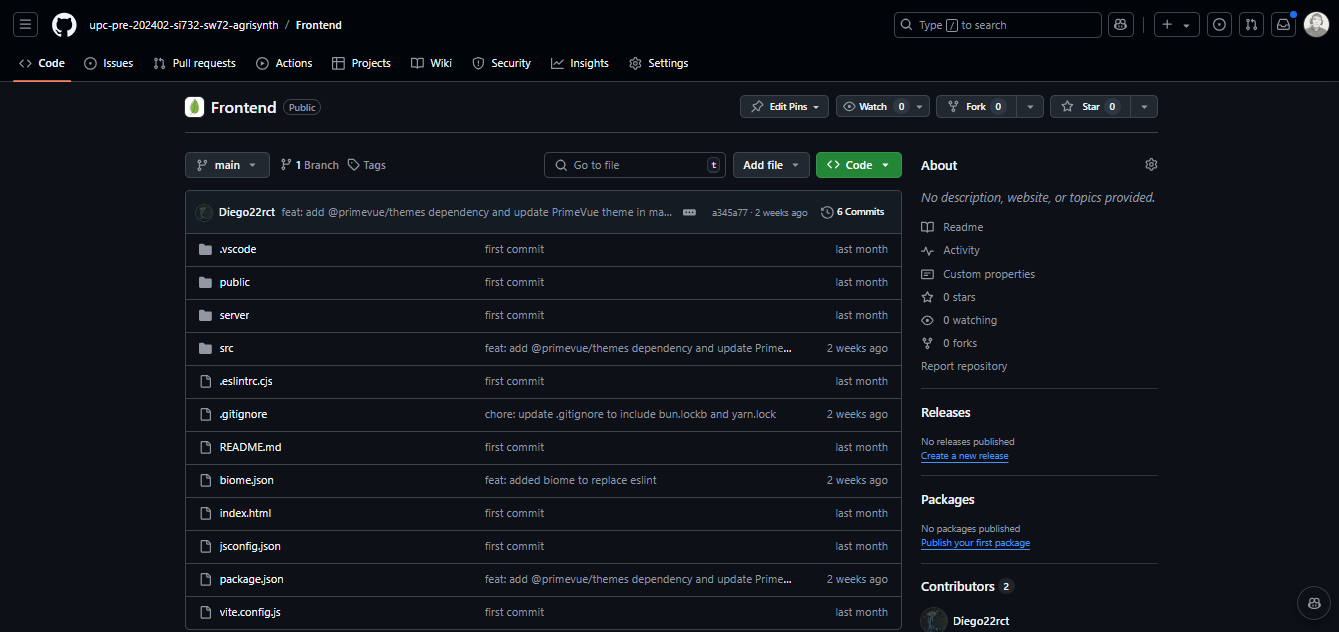 upc-pre-202402-si732-sw72-agrisynth / Frontend
Type / to search
Code Issues Pull requests Actions Projects Wiki Security Insights Settings
Frontend Public
Edit Pins Watch 0 Fork 0 Star 0
main 1 Branch Tags Go to file t Add file Code
Diego22rct feat: add @primevue/themes dependency and update PrimeVue theme in ma... a345a77 · 2 weeks ago 6 Commits
.vscode first commit last month
public first commit last month
server first commit last month
src feat: add @primevue/themes dependency and update Prime... 2 weeks ago
.eslintrc.cjs first commit last month
.gitignore chore: update .gitignore to include bun.lockb and yarn.lock 2 weeks ago
README.md first commit last month
biome.json feat: added biome to replace eslint 2 weeks ago
index.html first commit last month
jsconfig.json first commit last month
package.json feat: add @primevue/themes dependency and update Prime... 2 weeks ago
vite.config.js first commit last month
About
No description, website, or topics provided.
Readme
Activity
Custom properties
0 stars
0 watching
0 forks
Report repository
Releases
No releases published
Create a new release
Packages
No packages published
Publish your first package
Contributors 2
Diego22rct